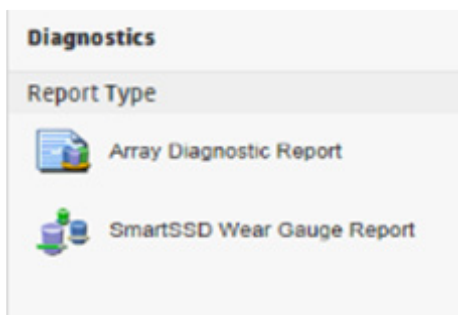 Diagnostics
Report Type
Array Diagnostic Report
SmartSSD Wear Gauge Report